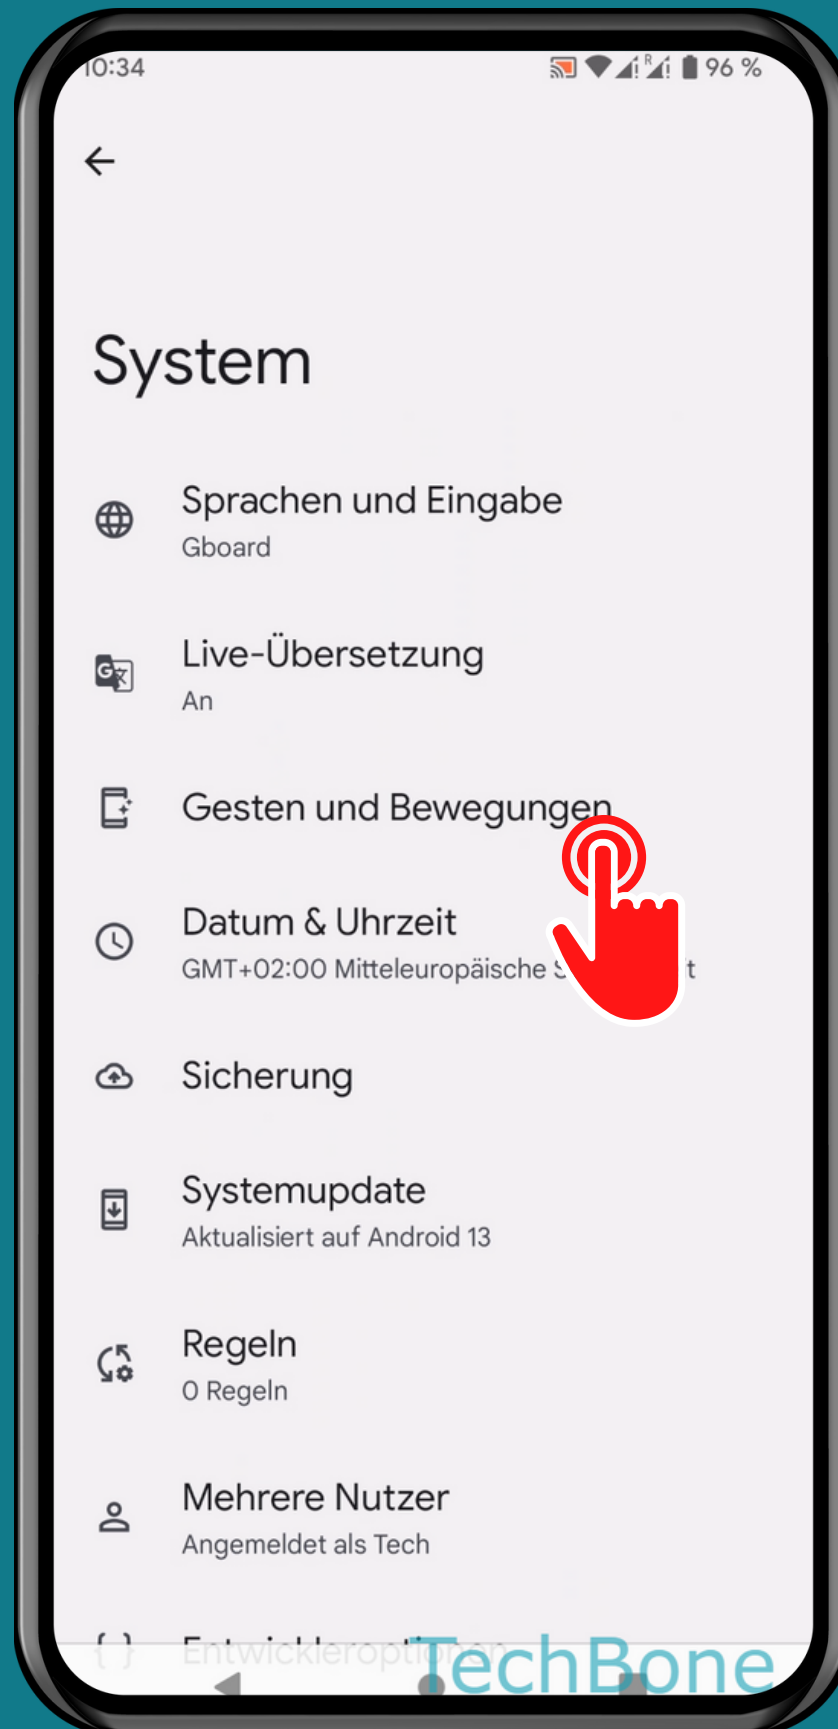 10:34
R
96 %
System
Sprachen und Eingabe
Gboard
Live-Übersetzung
An
Gesten und Bewegungen
Datum & Uhrzeit
GMT+02:00 Mitteleuropäische
Sicherung
Systemupdate
Aktualisiert auf Android 13
Regeln
0 Regeln
Mehrere Nutzer
Angemeldet als Tech
Entwickleroptionen
TechBone